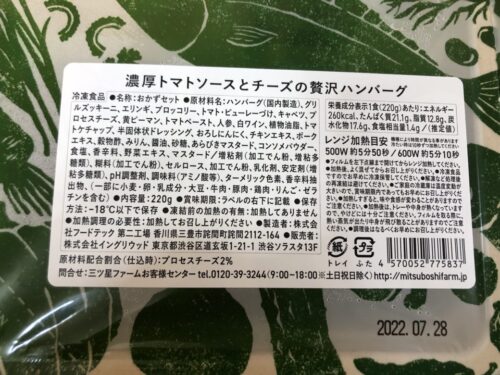 濃厚トマトソースとチーズの贅沢ハンバーグ
冷凍食品 ●名称:おかずセット ●原材料名:ハンバーグ(国内製造)、グリ
ルズッキーニ、エリンギ、ブロッコリー、トマト・ピューレーづけ、キャベツ、プ
ロセスチーズ、黄ピーマン、トマトペースト、人参、白ワイン、植物油脂、トマ
トケチャップ、半固体状ドレッシング、おろしにんにく、チキンエキス、ポーク
エキス、穀物酢、みりん、醤油、砂糖、あらびきマスタード、コンソメパウダー、
食塩、香辛料、野菜エキス、マスタード/増粘剤(加工でん粉、増粘多
糖類)、糊料(加工でん粉)、セルロース、加工でん粉、乳化剤、安定剤(増粘
多糖類)、pH調整剤、調味料(アミノ酸等)、ターメリック色素、香辛料抽
出物、(一部に小麦・卵・乳成分・大豆・牛肉・豚肉・鶏肉・りんご・ゼラ
チンを含む) ●内容量:220g ●賞味期限:ラベルの右下に記載 ●保存
方法:-18℃以下で保存 ●凍結前の加熱の有無:加熱してありません
●加熱調理の必要性:加熱してお召し上がりください ●製造者:株式会
社フードテック 第二工場 香川県三豊市詫間町詫間2112-164 ●販売者:
株式会社イングリウッド 東京都渋谷区道玄坂1-21-1 渋谷ソラスタ13F
原材料配合割合(仕込時):プロセスチーズ2%
問合せ:三ツ星ファームお客様センター tel.0120-39-3244(9:00~18:00 ※土日祝日除く)http://mitsuboshifarm.jp
栄養成分表示1食(220g)あたり:エネルギー
260kcal、たんぱく質21.1g、脂質12.8g、炭
水化物17.6g、食塩相当量1.4g/(推定値)
レンジ加熱目安
500W 約5分50秒/600W 約5分10秒
紙 トレイ
プラ ふた
4570052775837
2022.07.28